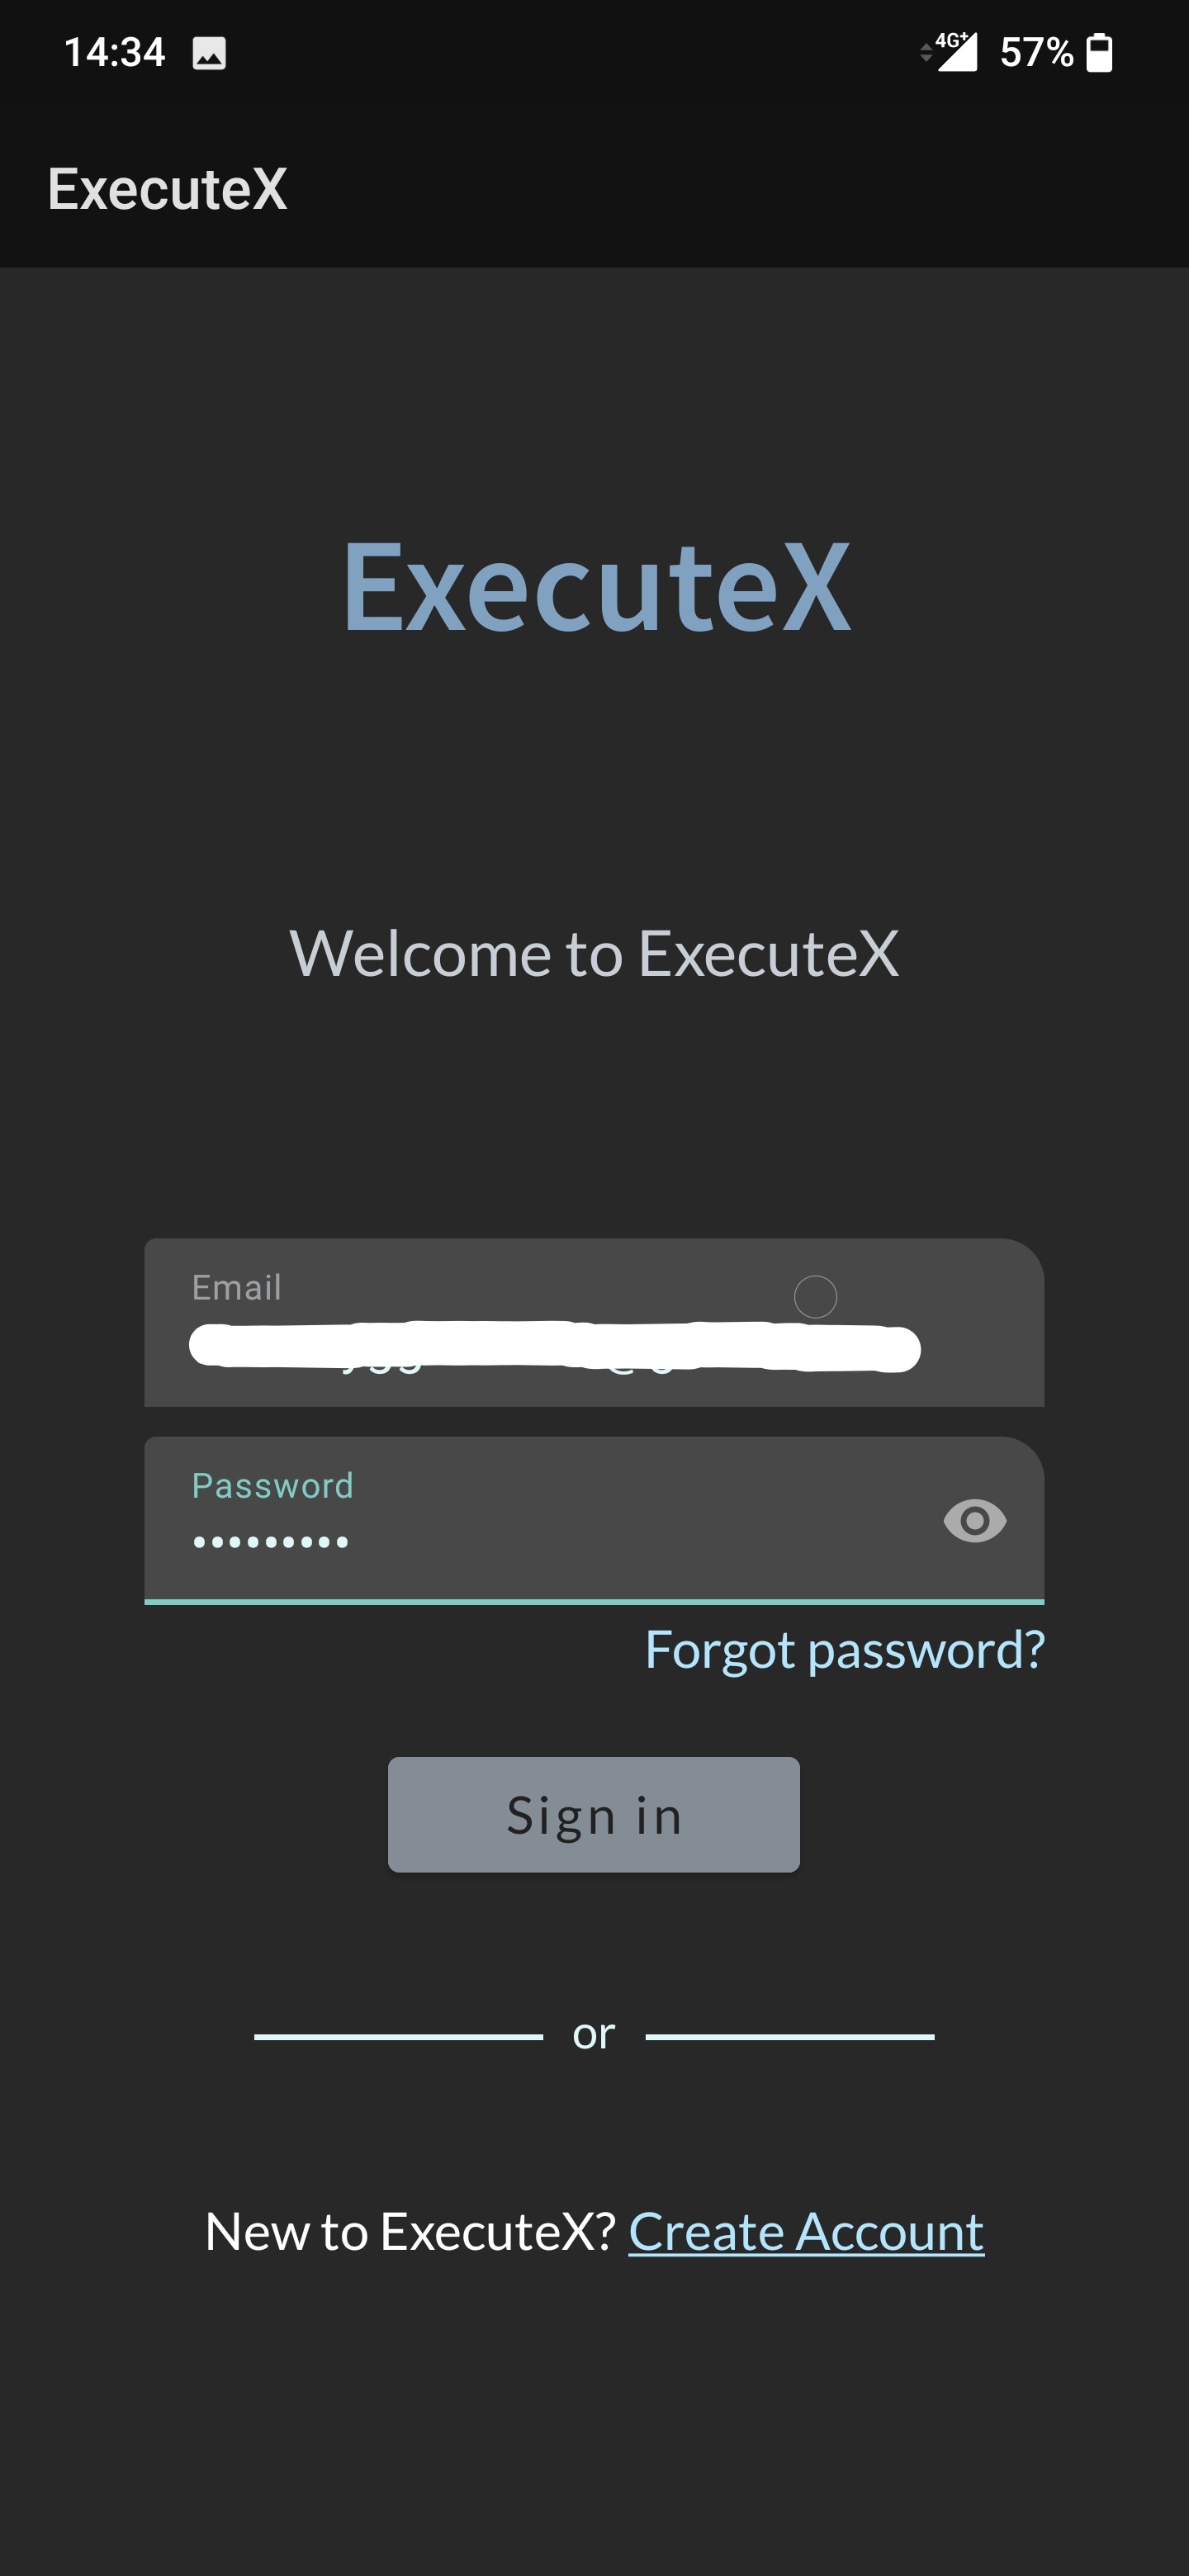 14:34
4G+ 57%
ExecuteX
ExecuteX
Welcome to ExecuteX
Email
Password
•••••••••
Forgot password?
Sign in
or
New to ExecuteX? Create Account